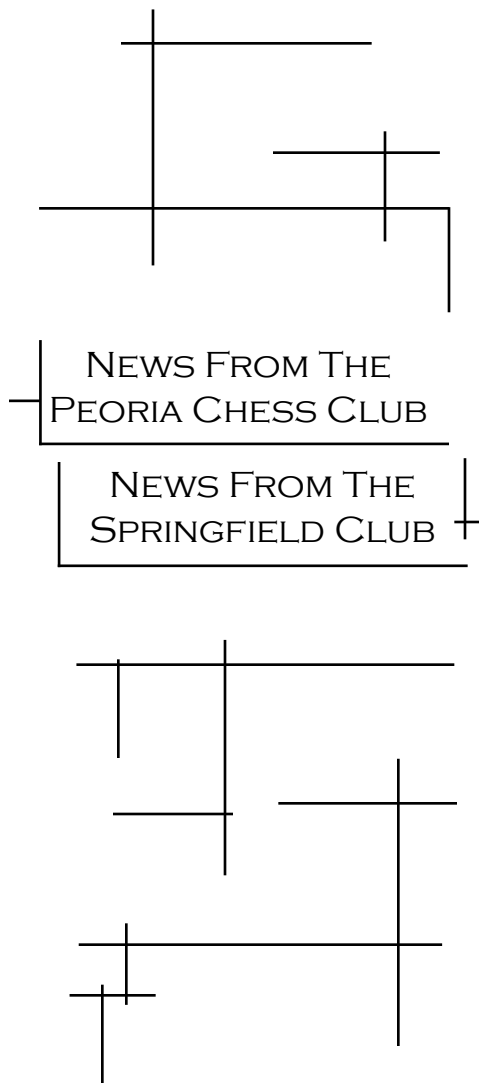 News From The
Peoria Chess Club
News From The
Springfield Club